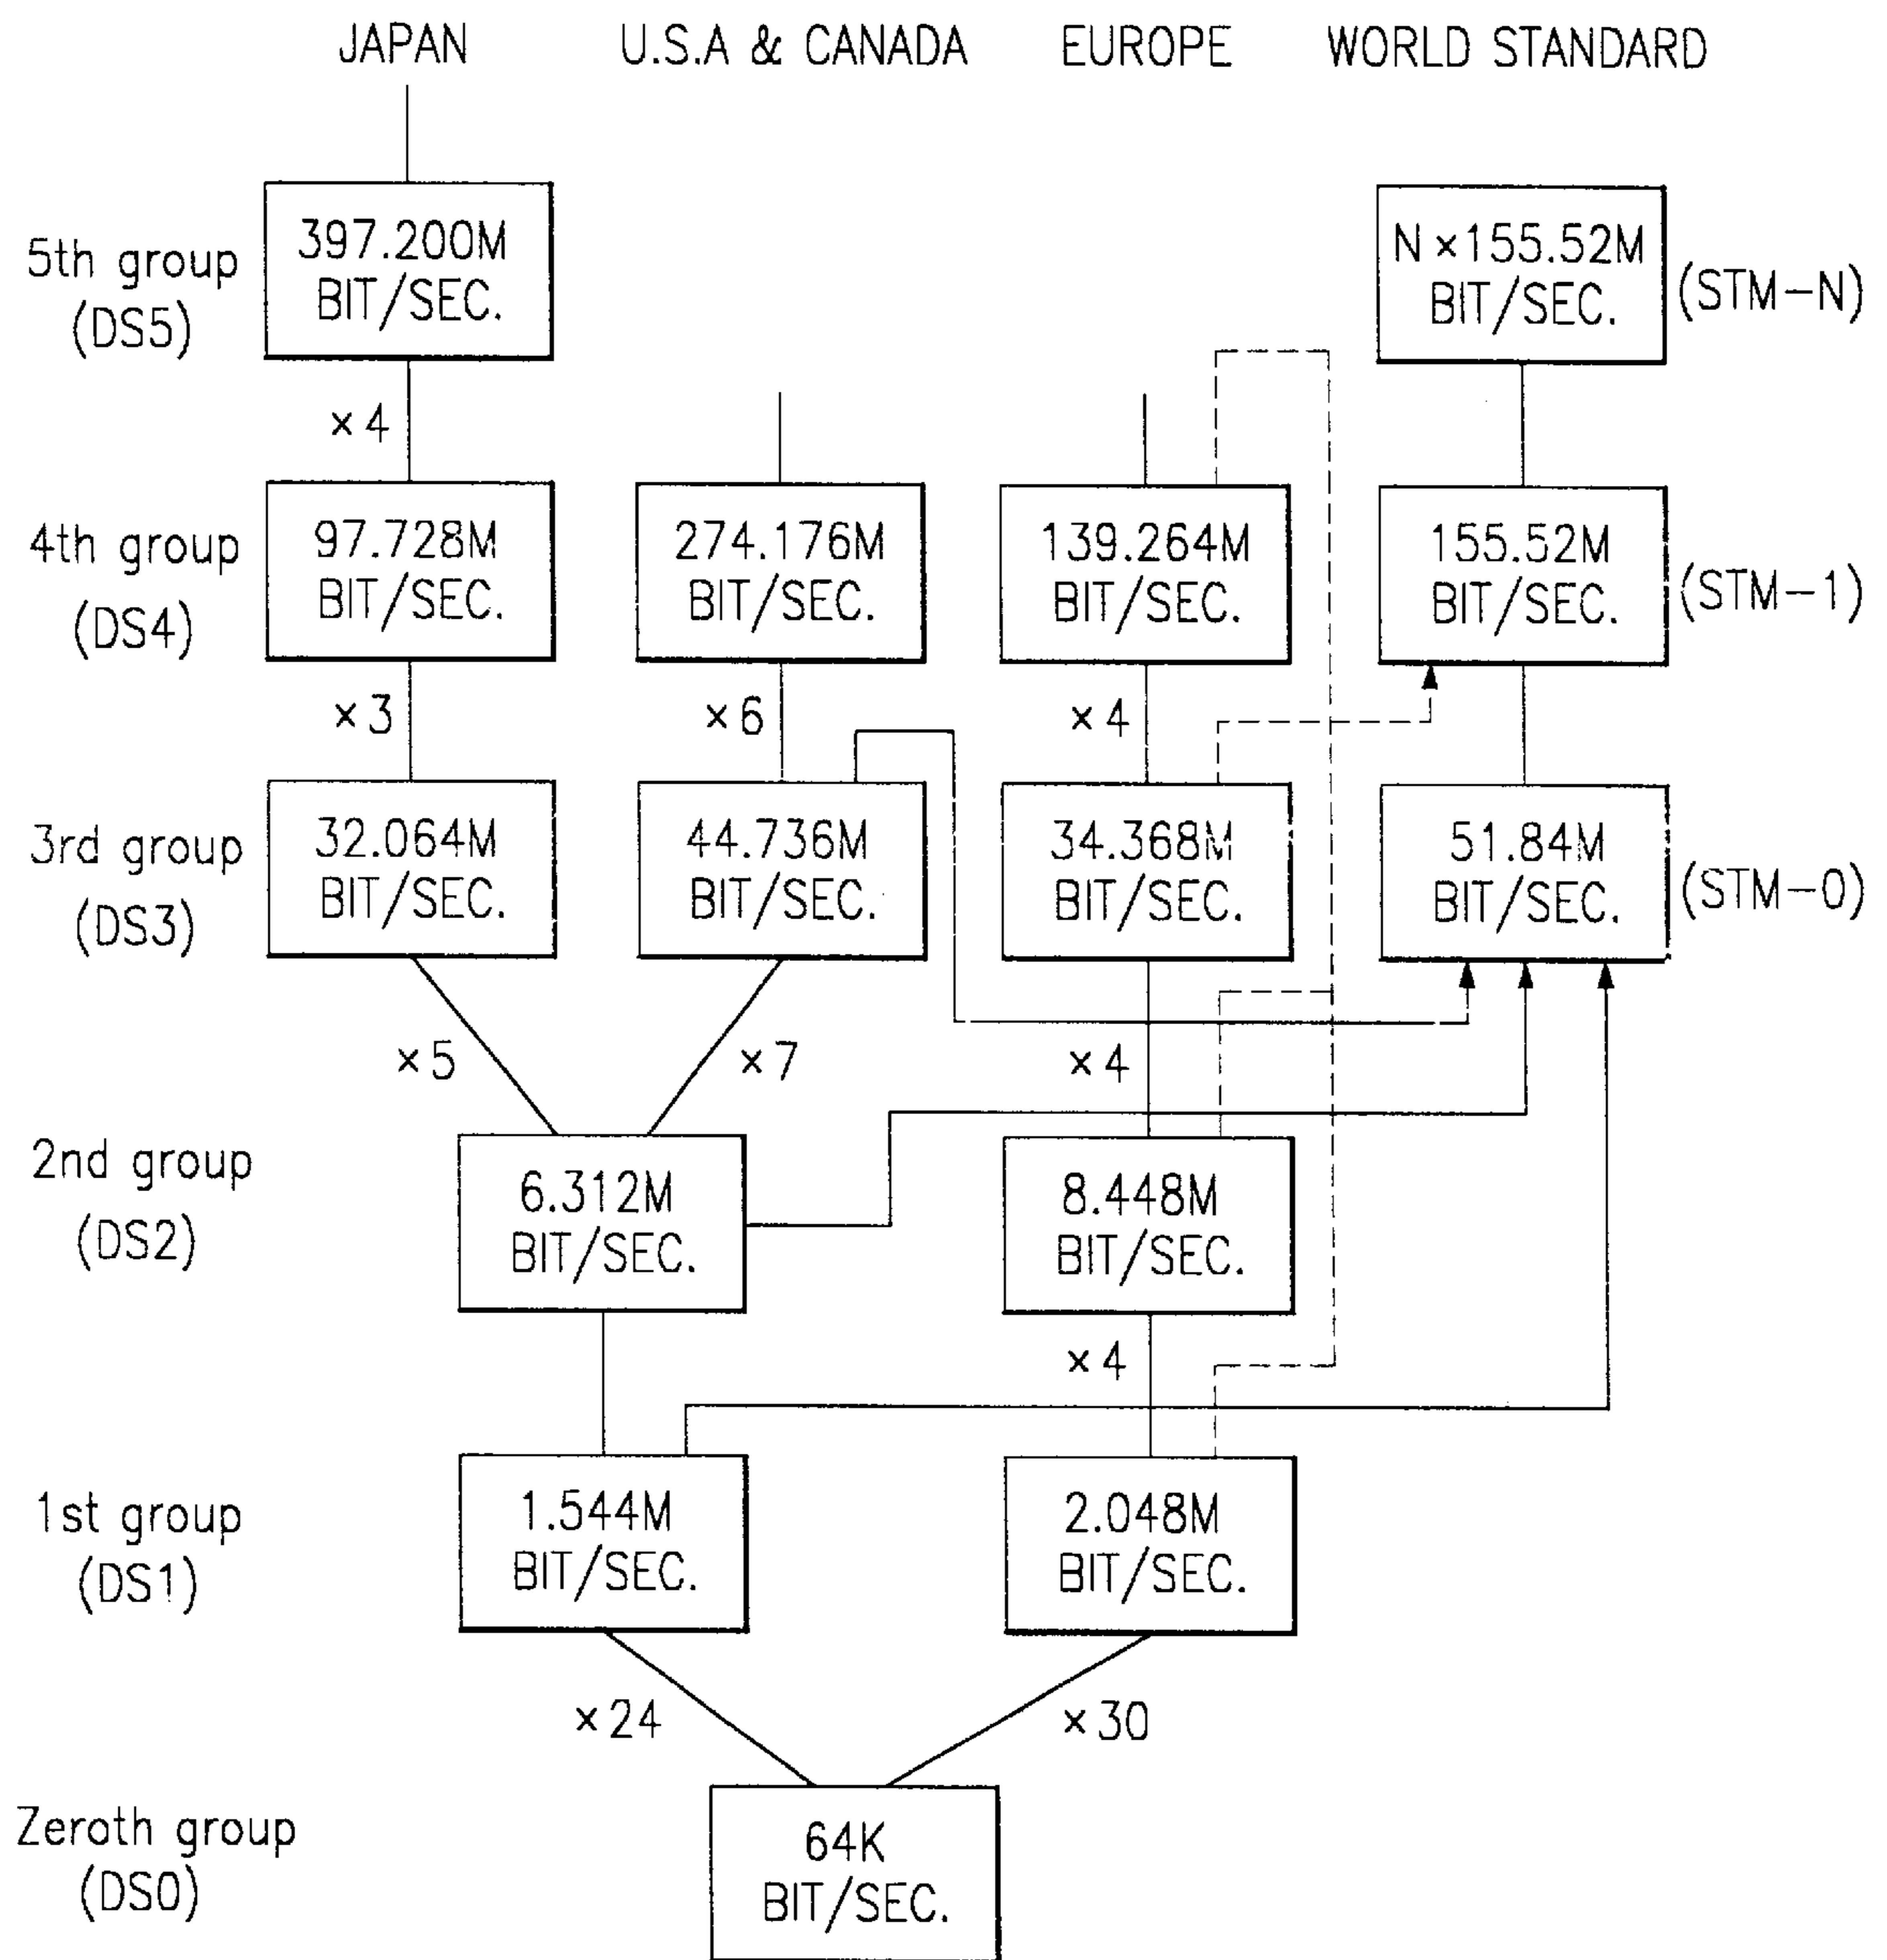 JAPAN
U.S.A & CANADA
EUROPE
WORLD STANDARD
5th group
(DS5)
397.200M
BIT/SEC.
N ×155.52M
BIT/SEC.
(STM-N)
×4
4th group
(DS4)
97.728M
BIT/SEC.
274.176M
BIT/SEC.
139.264M
BIT/SEC.
155.52M
BIT/SEC.
(STM-1)
×3
×6
×4
3rd group
(DS3)
32.064M
BIT/SEC.
44.736M
BIT/SEC.
34.368M
BIT/SEC.
51.84M
BIT/SEC.
(STM-0)
×5
×7
×4
2nd group
(DS2)
6.312M
BIT/SEC.
8.448M
BIT/SEC.
×4
1st group
(DS1)
1.544M
BIT/SEC.
2.048M
BIT/SEC.
×24
×30
Zeroth group
(DS0)
64K
BIT/SEC.